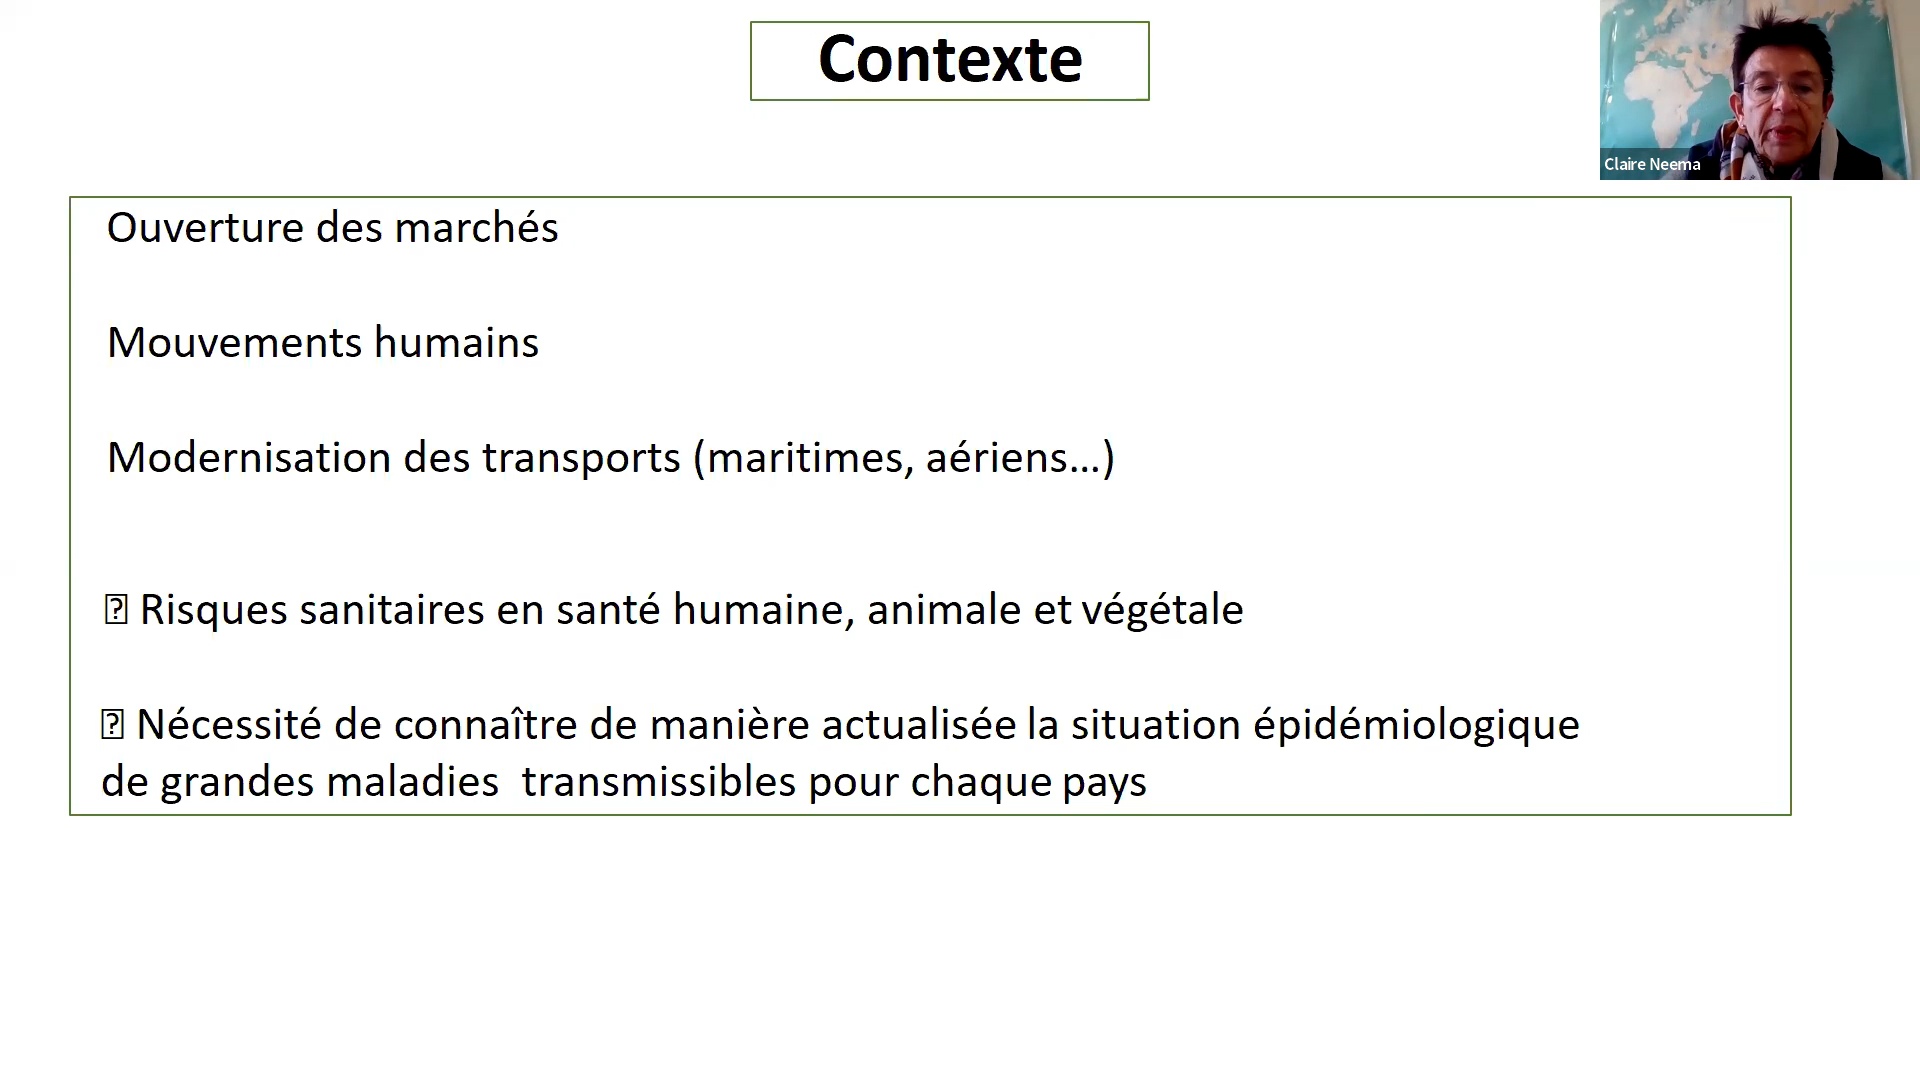 Contexte
Claire Neema
Ouverture des marchés
Mouvements humains
Modernisation des transports (maritimes, aériens...)
⍰ Risques sanitaires en santé humaine, animale et végétale
⍰ Nécessité de connaître de manière actualisée la situation épidémiologique
de grandes maladies  transmissibles pour chaque pays